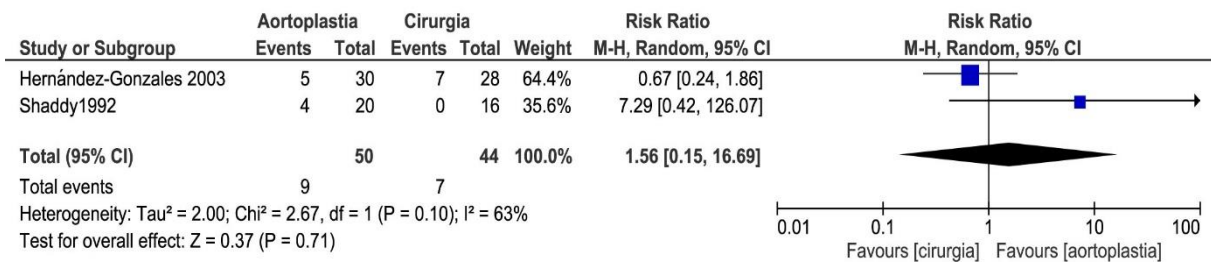 Aortoplastia Cirurgia Risk Ratio Risk Ratio
Study or Subgroup Events Total Events Total Weight M-H, Random, 95% CI M-H, Random, 95% CI
Hernández-Gonzales 2003 5 30 7 28 64.4% 0.67 [0.24, 1.86]
Shaddy1992 4 20 0 16 35.6% 7.29 [0.42, 126.07]
Total (95% CI) 50 44 100.0% 1.56 [0.15, 16.69]
Total events 9 7
Heterogeneity: Tau² = 2.00; Chi² = 2.67, df = 1 (P = 0.10); I² = 63%
Test for overall effect: Z = 0.37 (P = 0.71)
0.01 0.1 1 10 100
Favours [cirurgia] Favours [aortoplastia]